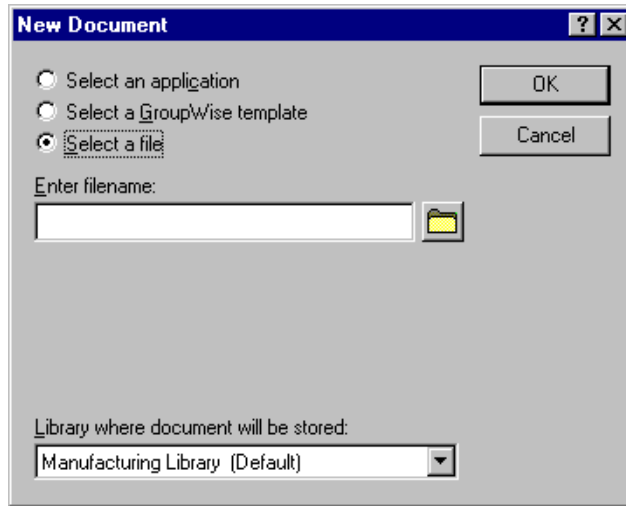 New Document
Select an application
Select a GroupWise template
Select a file
OK
Cancel
Enter filename:
Library where document will be stored:
Manufacturing Library (Default)